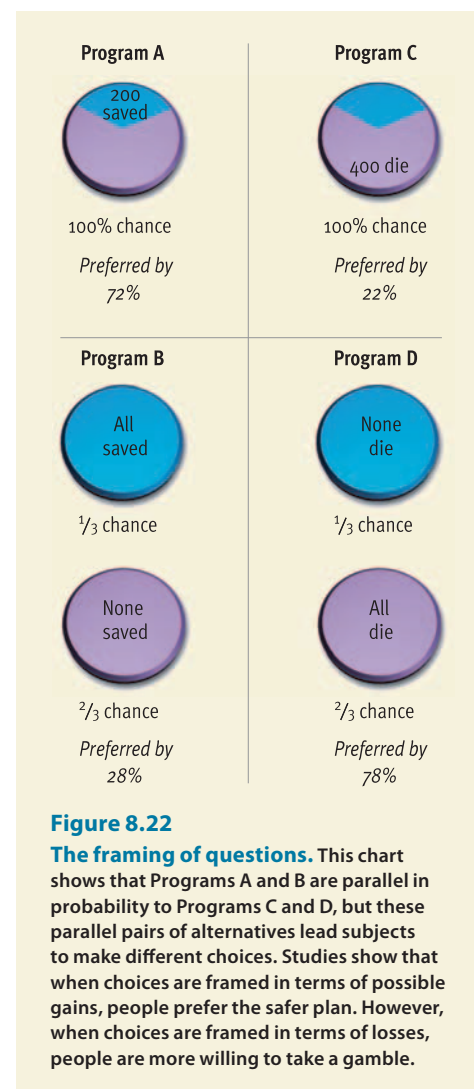 Program A
200
saved
100% chance
Preferred by
72%
Program C
400 die
100% chance
Preferred by
22%
Program B
All
saved
1/3 chance
None
saved
2/3 chance
Preferred by
28%
Program D
None
die
1/3 chance
All
die
2/3 chance
Preferred by
78%
Figure 8.22
The framing of questions. This chart
shows that Programs A and B are parallel in
probability to Programs C and D, but these
parallel pairs of alternatives lead subjects
to make different choices. Studies show that
when choices are framed in terms of possible
gains, people prefer the safer plan. However,
when choices are framed in terms of losses,
people are more willing to take a gamble.